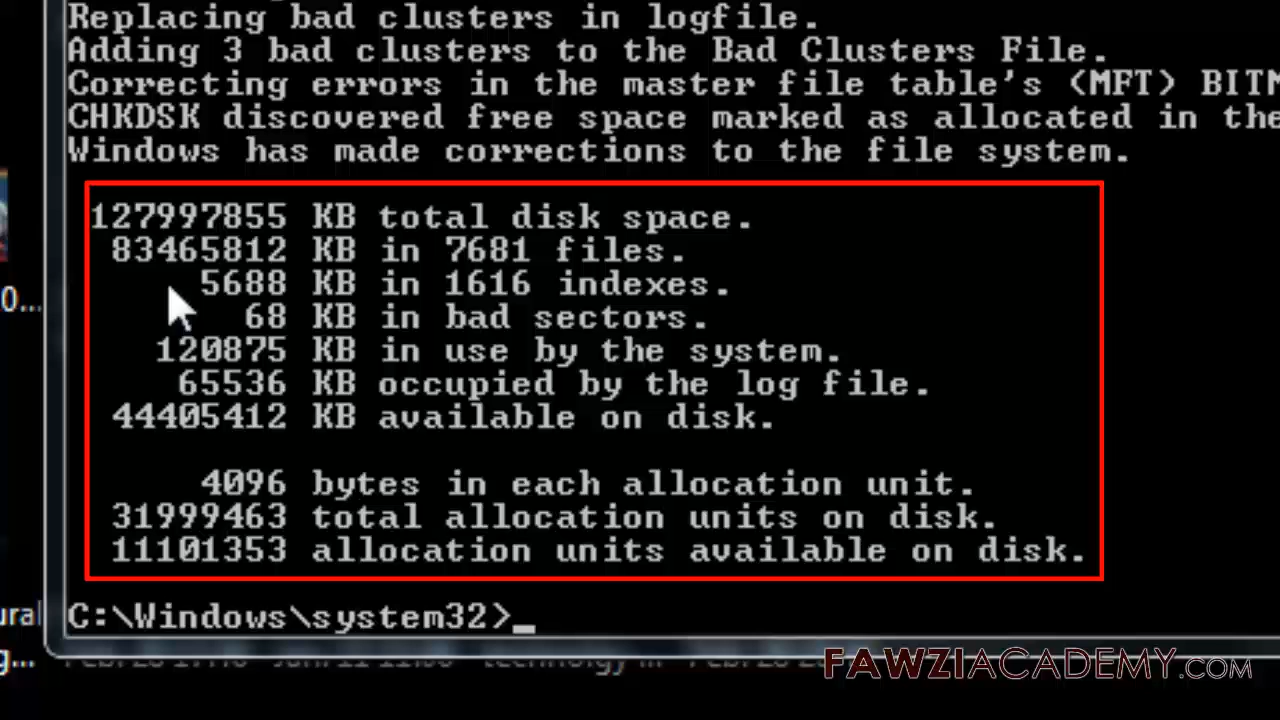 Replacing bad clusters in logfile.
Adding 3 bad clusters to the Bad Clusters File.
Correcting errors in the master file table's (MFT) BITM
CHKDSK discovered free space marked as allocated in the
Windows has made corrections to the file system.
127997855 KB total disk space.
83465812 KB in 7681 files.
5688 KB in 1616 indexes.
68 KB in bad sectors.
120875 KB in use by the system.
65536 KB occupied by the log file.
44405412 KB available on disk.
4096 bytes in each allocation unit.
31999463 total allocation units on disk.
11101353 allocation units available on disk.
C:\Windows\system32>_
0...
ural
g...
FAWZIACADEMY.COM